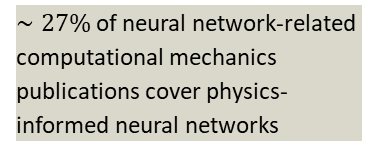 ~ 27% of neural network-related
computational mechanics
publications cover physics-
informed neural networks